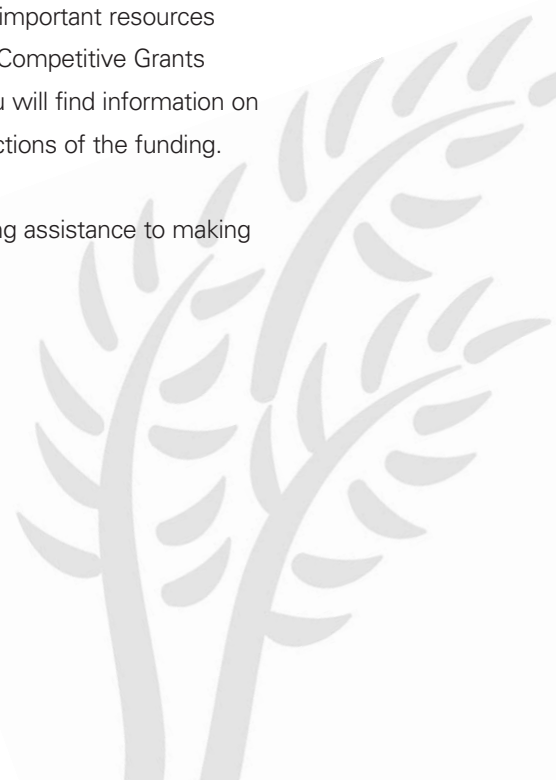 important resources
Competitive Grants
u will find information on
ctions of the funding.
ng assistance to making